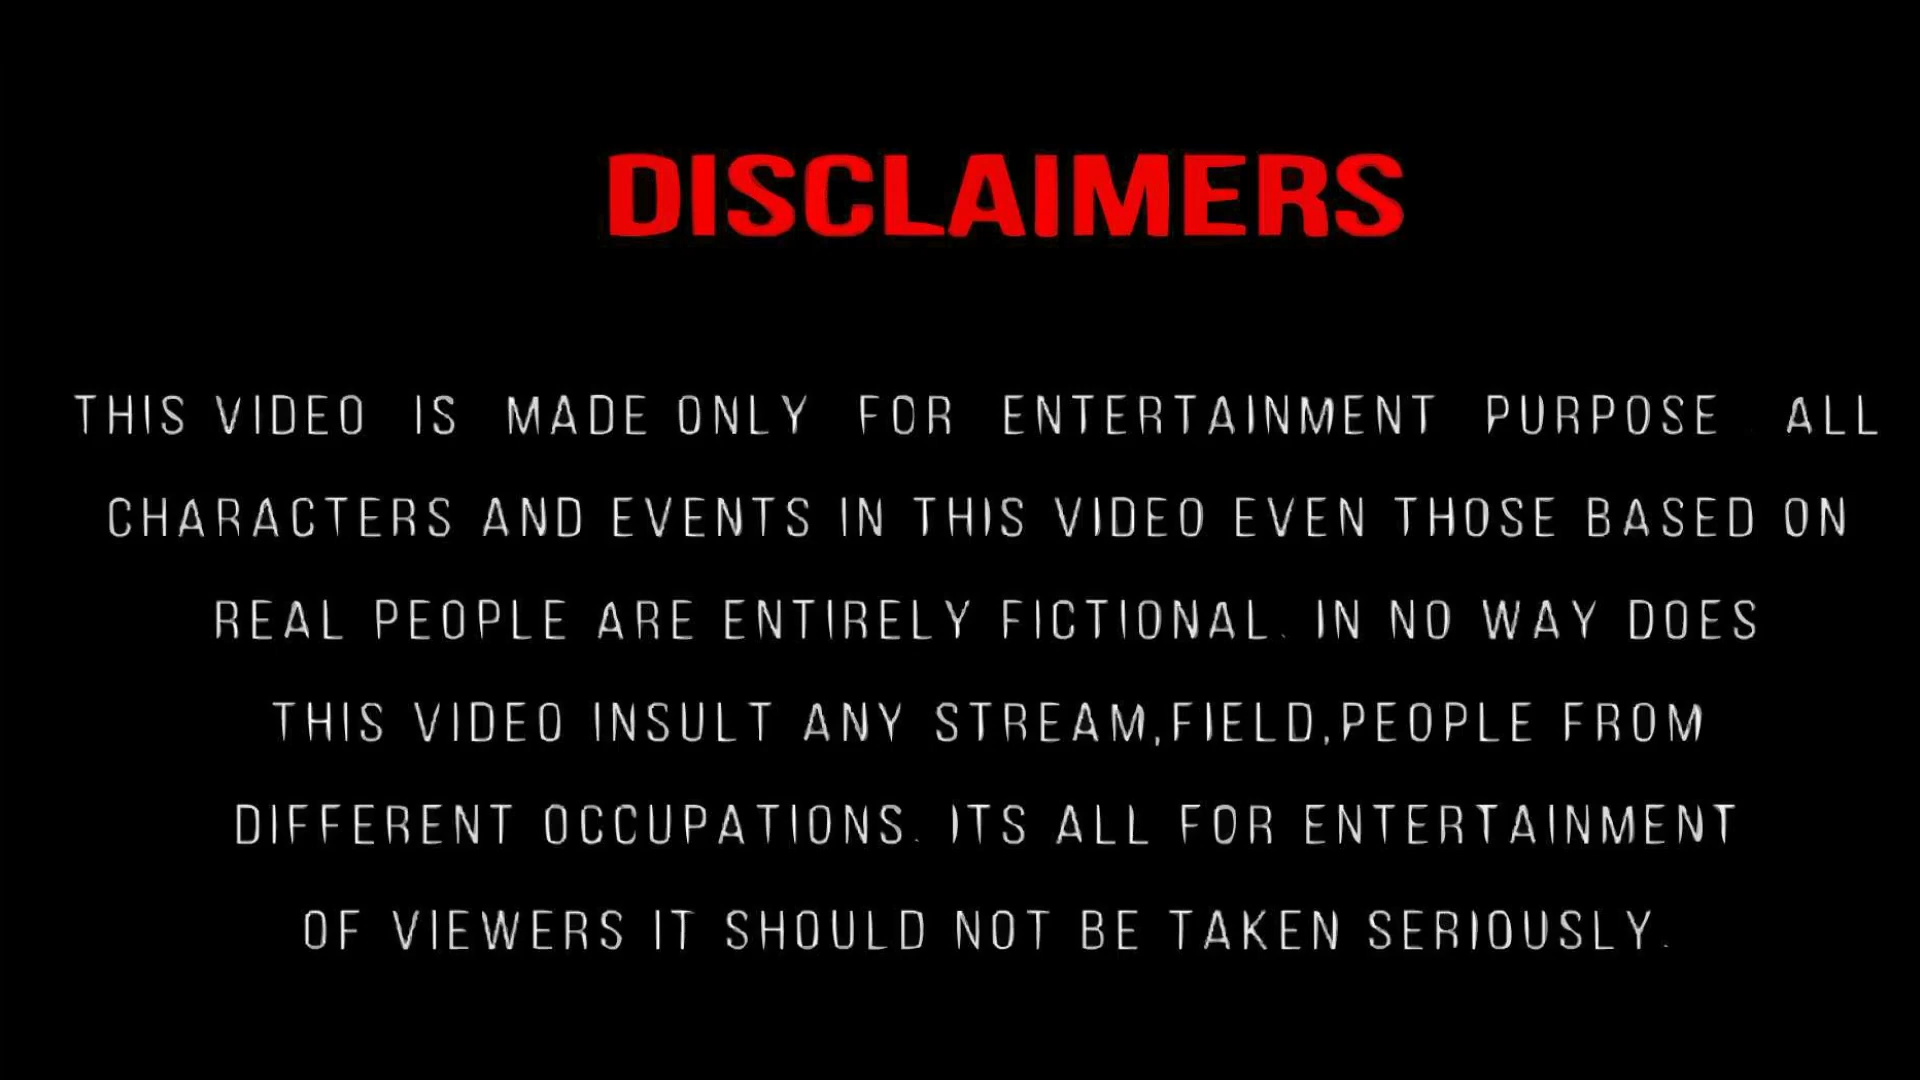 DISCLAIMERS
THIS VIDEO IS MADE ONLY FOR ENTERTAINMENT PURPOSE ALL
CHARACTERS AND EVENTS IN THIS VIDEO EVEN THOSE BASED ON
REAL PEOPLE ARE ENTIRELY FICTIONAL. IN NO WAY DOES
THIS VIDEO INSULT ANY STREAM,FIELD,PEOPLE FROM
DIFFERENT OCCUPATIONS. ITS ALL FOR ENTERTAINMENT
OF VIEWERS IT SHOULD NOT BE TAKEN SERIOUSLY.